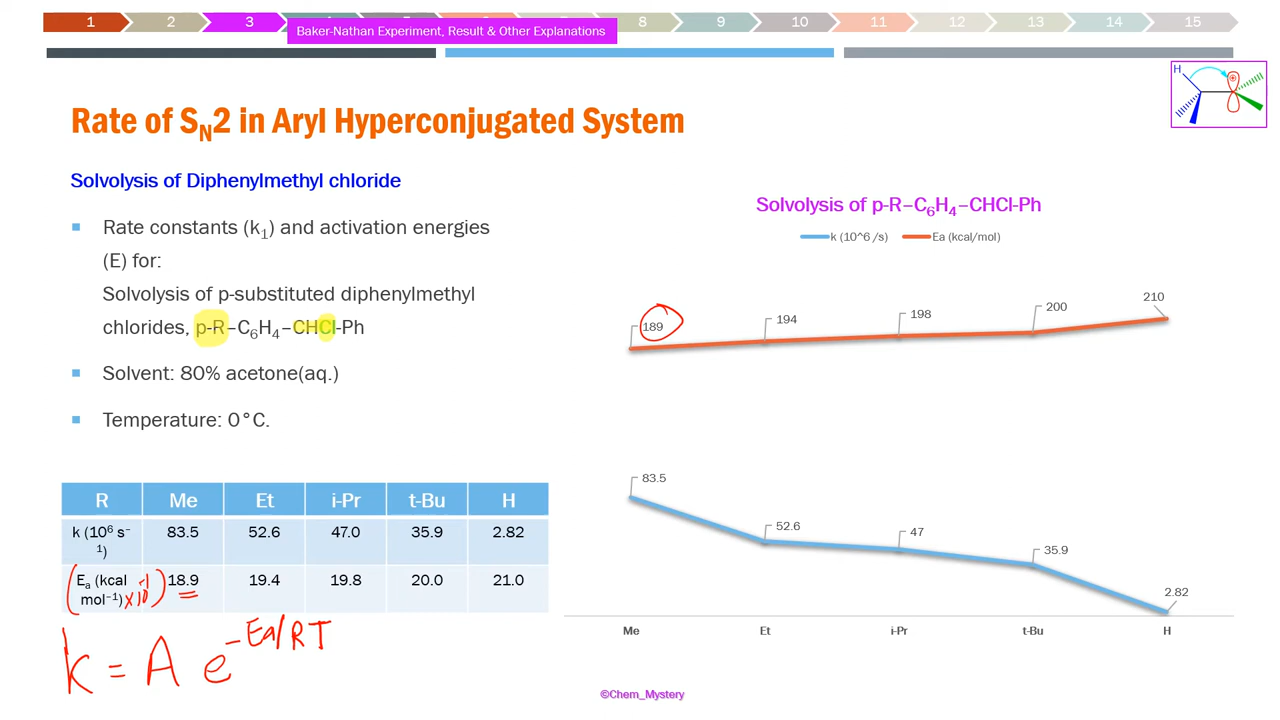 1 2 3 4 8 9 10 11 12 13 14 15
Baker-Nathan Experiment, Result & Other Explanations
H
Rate of SN2 in Aryl Hyperconjugated System
Solvolysis of Diphenylmethyl chloride
Rate constants (k1) and activation energies
(E) for:
Solvolysis of p-substituted diphenylmethyl
chlorides, p-R–C6H4–CHCl-Ph
Solvent: 80% acetone(aq.)
Temperature: 0°C.
R Me Et i-Pr t-Bu H
k (10⁶ s⁻
¹) 83.5 52.6 47.0 35.9 2.82
Ea (kcal
mol⁻¹) ×10⁻¹ 18.9 19.4 19.8 20.0 21.0
k = A e^-Ea/RT
Solvolysis of p-R–C6H4–CHCl-Ph
k (10^6 /s) Ea (kcal/mol)
189 194 198 200 210
83.5 52.6 47 35.9 2.82
Me Et i-Pr t-Bu H
©Chem_Mystery